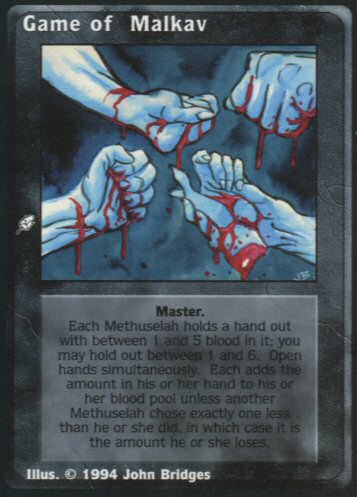 Game of Malkav
JBE
Master.
Each Methuselah holds a hand out
with between 1 and 5 blood in it; you
may hold out between 1 and 6. Open
hands simultaneously. Each adds the
amount in his or her hand to his or
her blood pool unless another
Methuselah chose exactly one less
than he or she did, in which case it is
the amount he or she loses.
Illus. © 1994 John Bridges